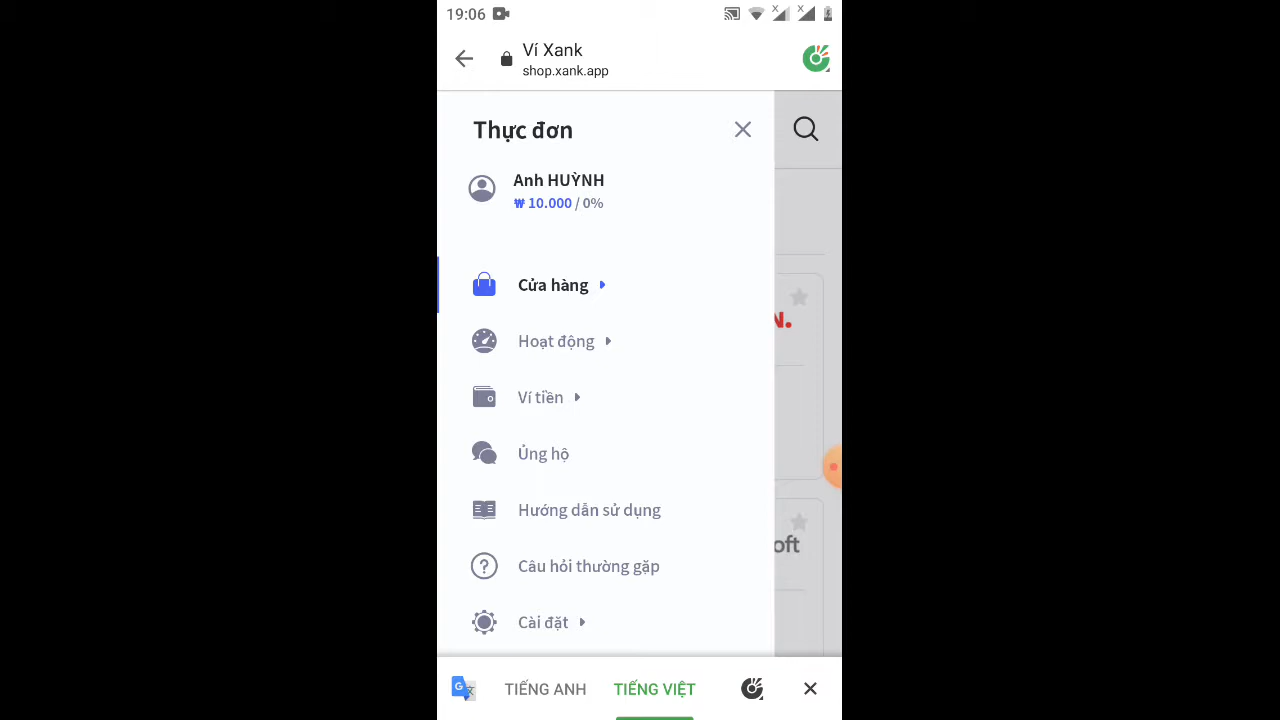 19:06
Ví Xank
shop.xank.app
Thực đơn
Anh HUỲNH
₩ 10.000 / 0%
Cửa hàng
N.
Hoạt động
Ví tiền
Ủng hộ
Hướng dẫn sử dụng
oft
Câu hỏi thường gặp
Cài đặt
TIẾNG ANH TIẾNG VIỆT